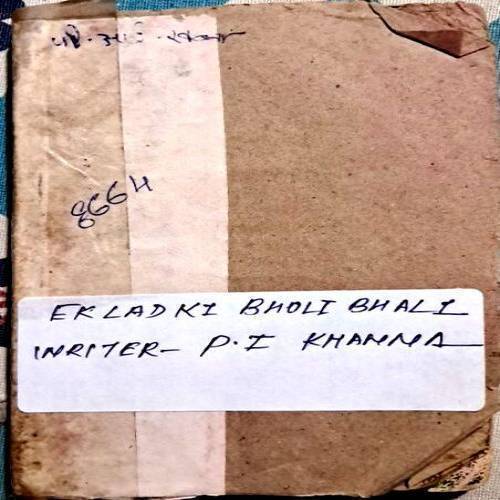 8664
EK LADKI BHOLI BHALI
WRITER- P.I KHANNA